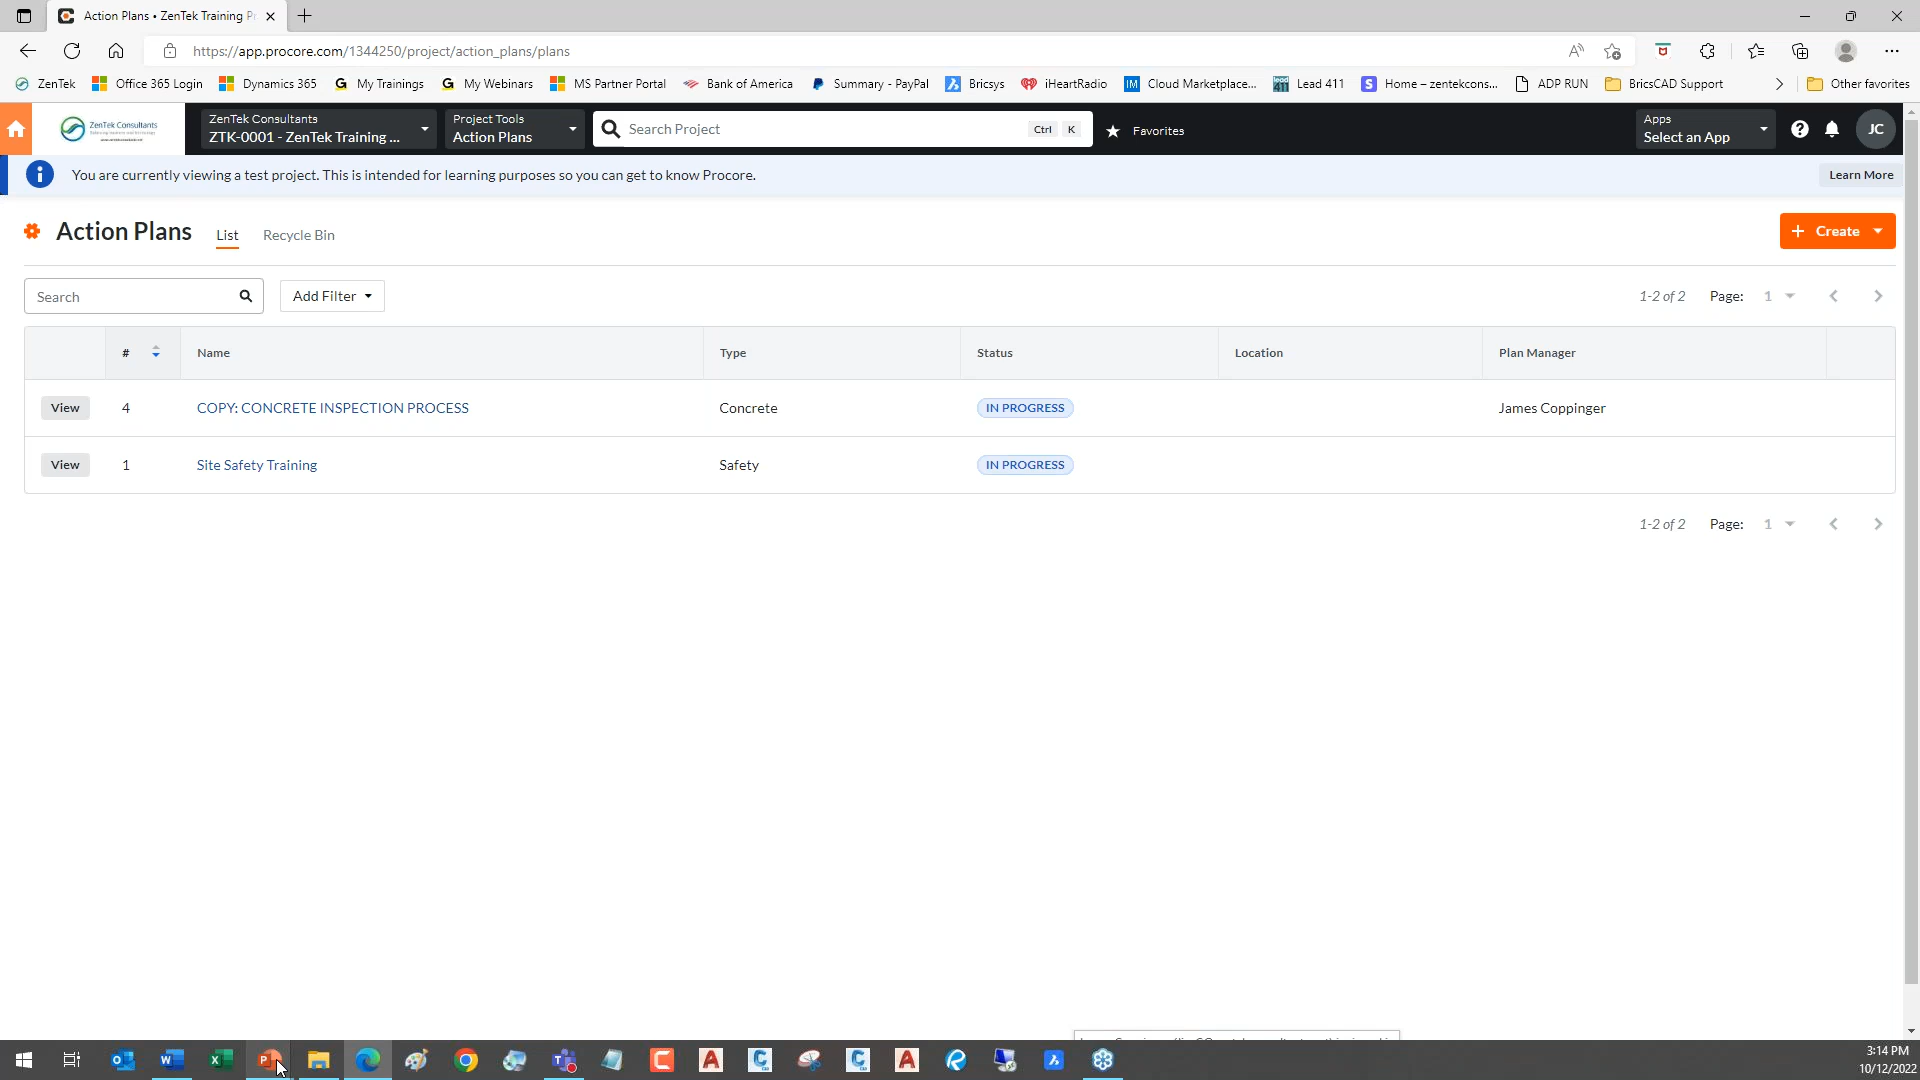 Action Plans • ZenTek Training P
https://app.procore.com/1344250/project/action_plans/plans
ZenTek Office 365 Login Dynamics 365 My Trainings My Webinars MS Partner Portal Bank of America Summary - PayPal Bricsys iHeartRadio Cloud Marketplace... Lead 411 Home – zentekcons... ADP RUN BricsCAD Support Other favorites
ZenTek Consultants
ZenTek Consultants
ZTK-0001 - ZenTek Training ...
Project Tools
Action Plans
Search Project Ctrl K
Favorites
Apps
Select an App
JC
You are currently viewing a test project. This is intended for learning purposes so you can get to know Procore. Learn More
Action Plans List Recycle Bin Create
Search Add Filter 1-2 of 2 Page: 1
# Name Type Status Location Plan Manager
View 4 COPY: CONCRETE INSPECTION PROCESS Concrete IN PROGRESS James Coppinger
View 1 Site Safety Training Safety IN PROGRESS
1-2 of 2 Page: 1
3:14 PM
10/12/2022